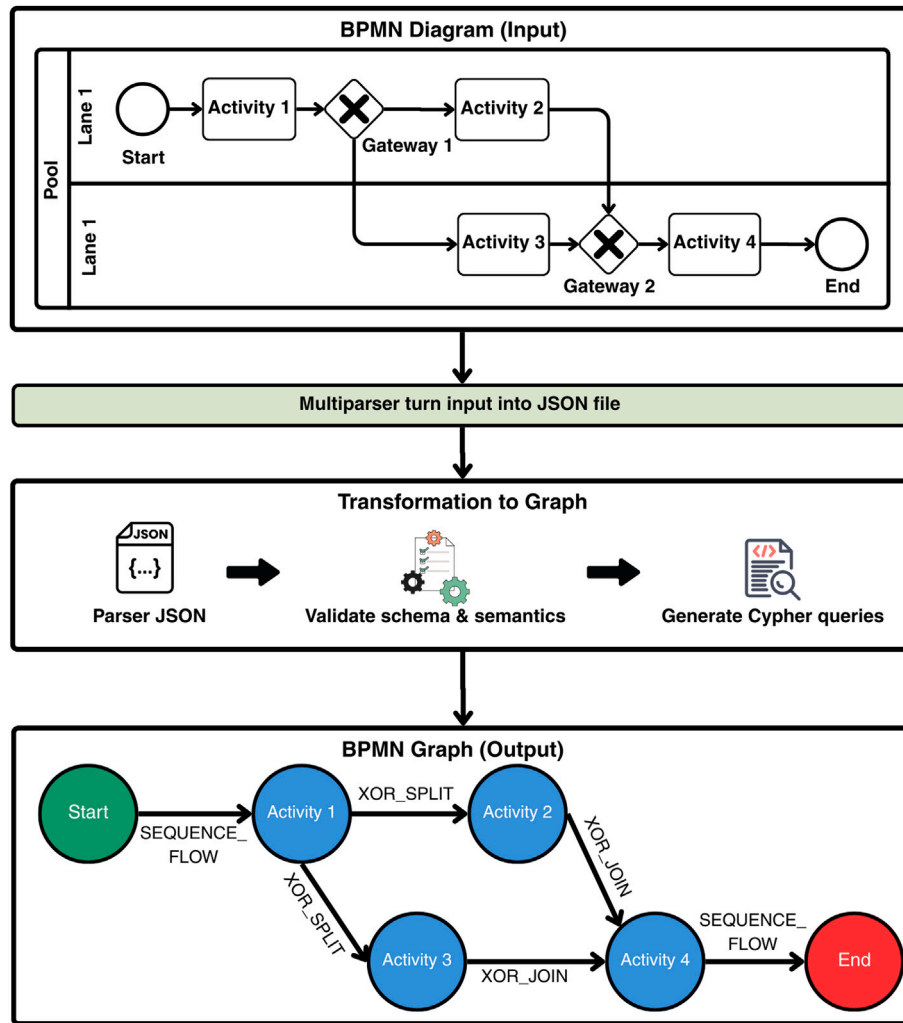 BPMN Diagram (Input)
Pool
Lane 1
Start
Activity 1
Gateway 1
Activity 2
Lane 1
Activity 3
Gateway 2
Activity 4
End
Multiparser turn input into JSON file
Transformation to Graph
JSON
{...}
Parser JSON
Validate schema & semantics
</>
Generate Cypher queries
BPMN Graph (Output)
Start
SEQUENCE_
FLOW
Activity 1
XOR_SPLIT
Activity 2
XOR_SPLIT
XOR_JOIN
Activity 3
XOR_JOIN
Activity 4
SEQUENCE_
FLOW
End